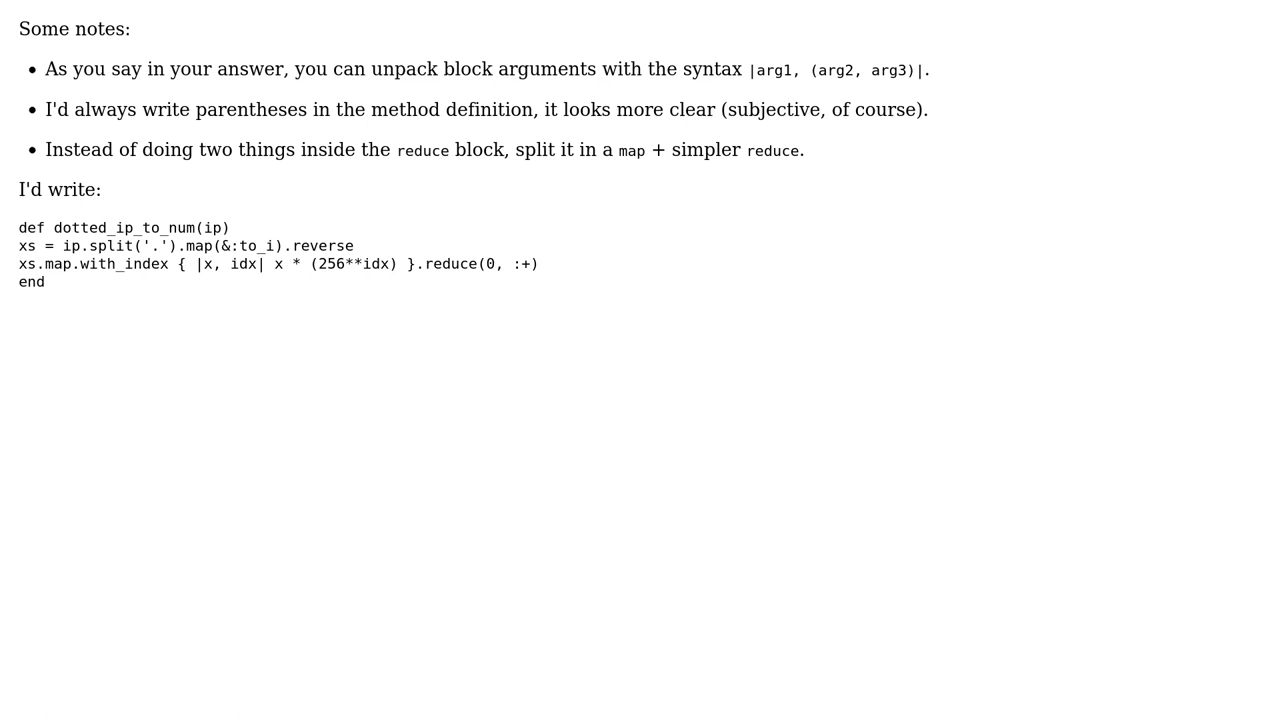 Some notes:
• As you say in your answer, you can unpack block arguments with the syntax |arg1, (arg2, arg3)|.
• I'd always write parentheses in the method definition, it looks more clear (subjective, of course).
• Instead of doing two things inside the reduce block, split it in a map + simpler reduce.
I'd write:
def dotted_ip_to_num(ip)
xs = ip.split('.').map(&:to_i).reverse
xs.map.with_index { |x, idx| x * (256**idx) }.reduce(0, :+)
end